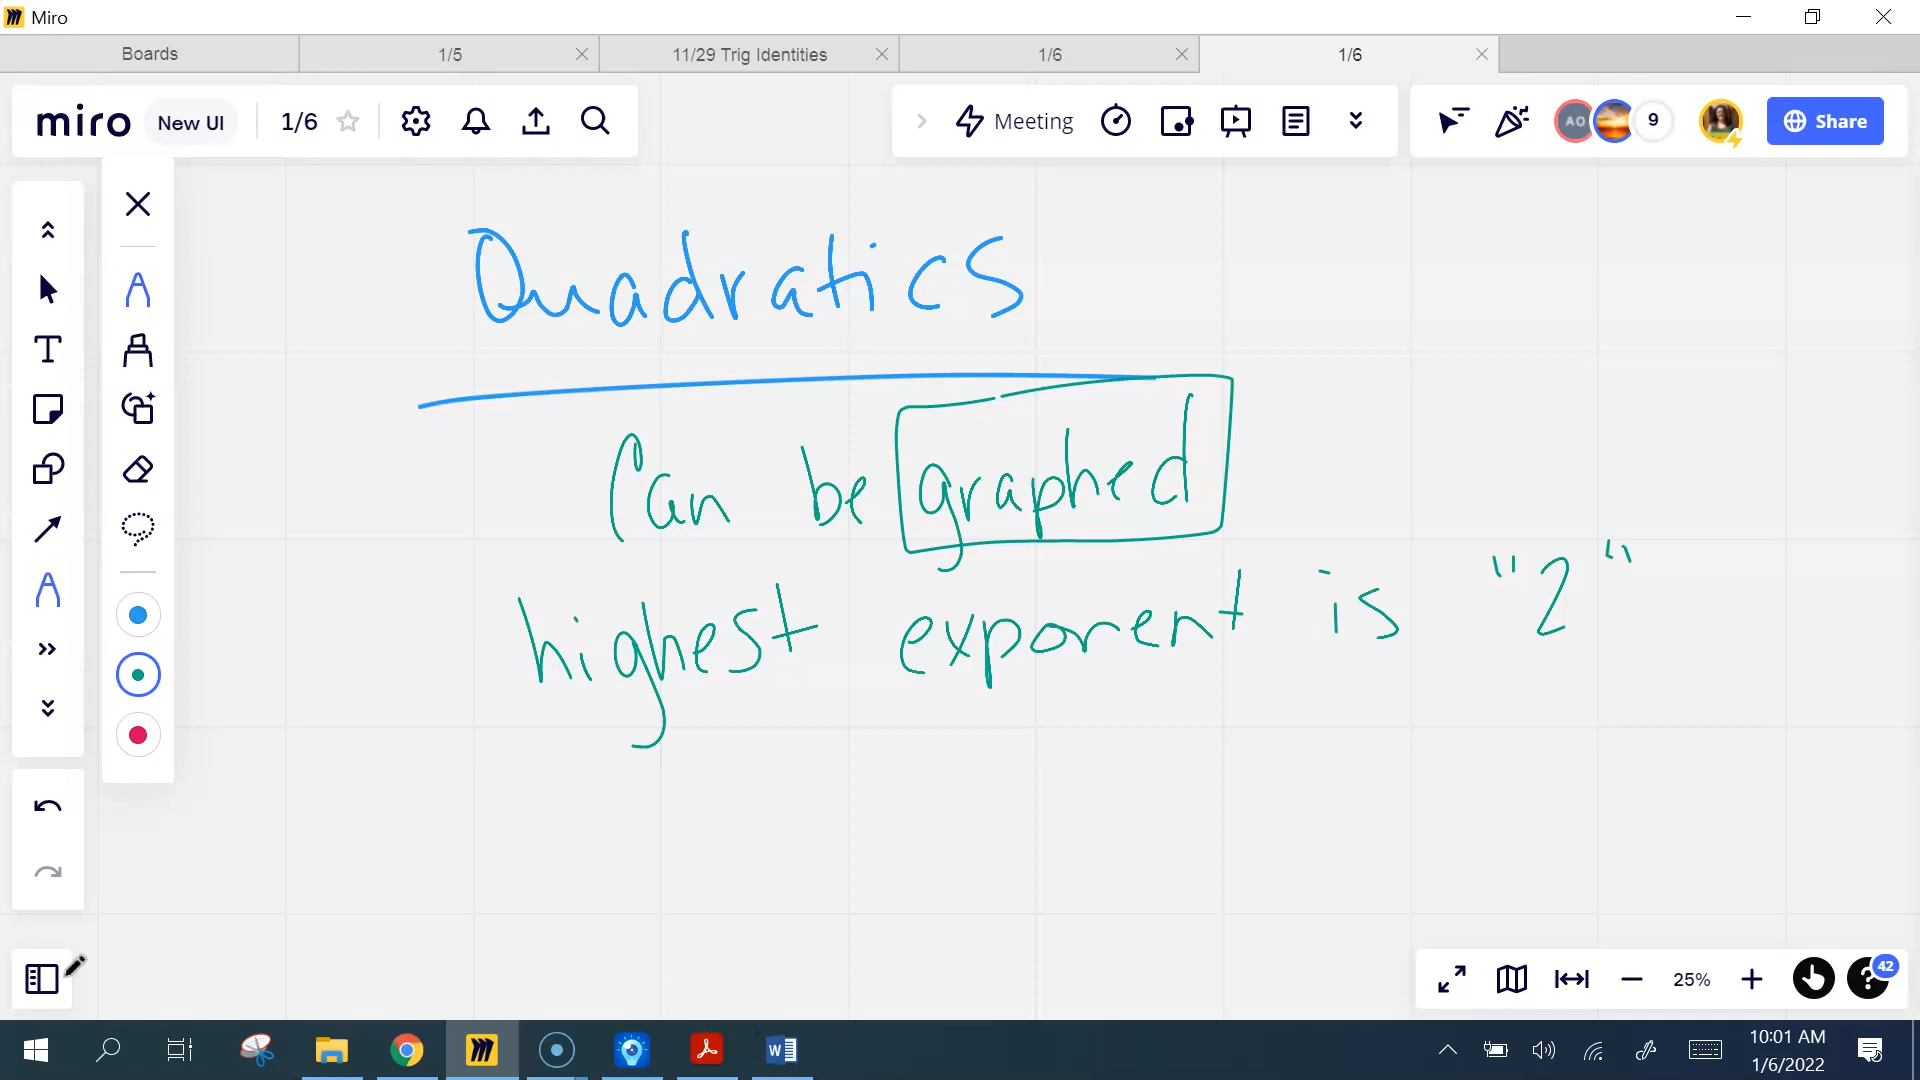 Miro
Boards 1/5 11/29 Trig Identities 1/6 1/6
miro New UI 1/6 Meeting AO 9 Share
Quadratics
Can be graphed
highest exponent is "2"
25% 42
10:01 AM
1/6/2022